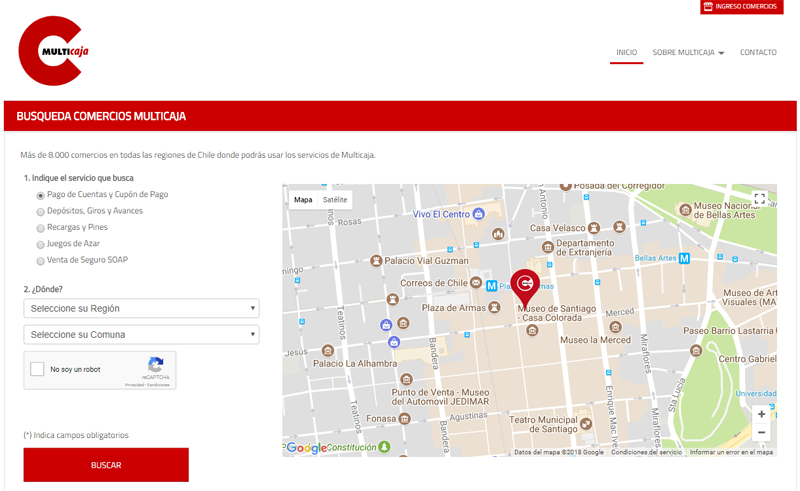 INGRESO COMERCIOS
MULTICaja
INICIO
SOBRE MULTICAJA
CONTACTO
BUSQUEDA COMERCIOS MULTICAJA
Más de 8.000 comercios en todas las regiones de Chile donde podrás usar los servicios de Multicaja.
1. Indique el servicio que busca
Pago de Cuentas y Cupón de Pago
Depósitos, Giros y Avances
Recargas y Pines
Juegos de Azar
Venta de Seguro SOAP
2. ¿Dónde?
Seleccione su Región
Seleccione su Comuna
No soy un robot
reCAPTCHA
Privacidad - Condiciones
(*) Indica campos obligatorios
BUSCAR
Mapa
Satélite
Posada del Corregidor
Rosas
Vivo El Centro
Antonio
Museo Nacional
de Bellas Artes
Casa Velasco
Departamento
de Extranjería
Bellas Artes
Palacio Vial Guzman
Correos de Chile
Plaza de Armas
Museo de Santiago
- Casa Colorada
Merced
Museo de Art
Visuales (MA
Museo la Merced
Paseo Barrio Lastarria
Teatinos
Bandera
Miraflores
Jesús
Palacio La Alhambra
Centro Gabriel
Punto de Venta - Museo
del Automovil JEDIMAR
Sta Lucia
Enrique Mac Ive
Universidad
Fonasa
Agustinas
Teatro Municipal
de Santiago
Teatinos
Bandera
Miraflores
Google
Constitución
+
−
Datos del mapa ©2018 Google
Condiciones del servicio
Informar un error en el mapa